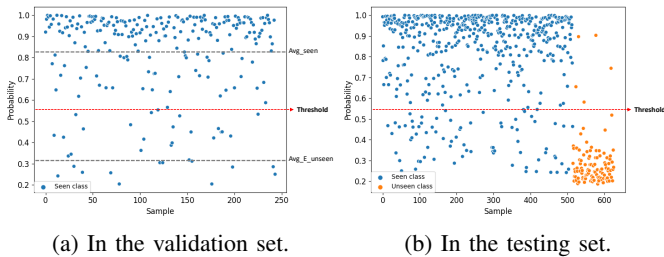 1.0
0.9
0.8
0.7
0.6
0.5
0.4
0.3
0.2
Probability
Avg_seen
Threshold
Avg_E_unseen
Seen class
0 50 100 150 200 250
Sample
1.0
0.9
0.8
0.7
0.6
0.5
0.4
0.3
0.2
Probability
Threshold
Seen class
Unseen class
0 100 200 300 400 500 600
Sample
(a) In the validation set.
(b) In the testing set.